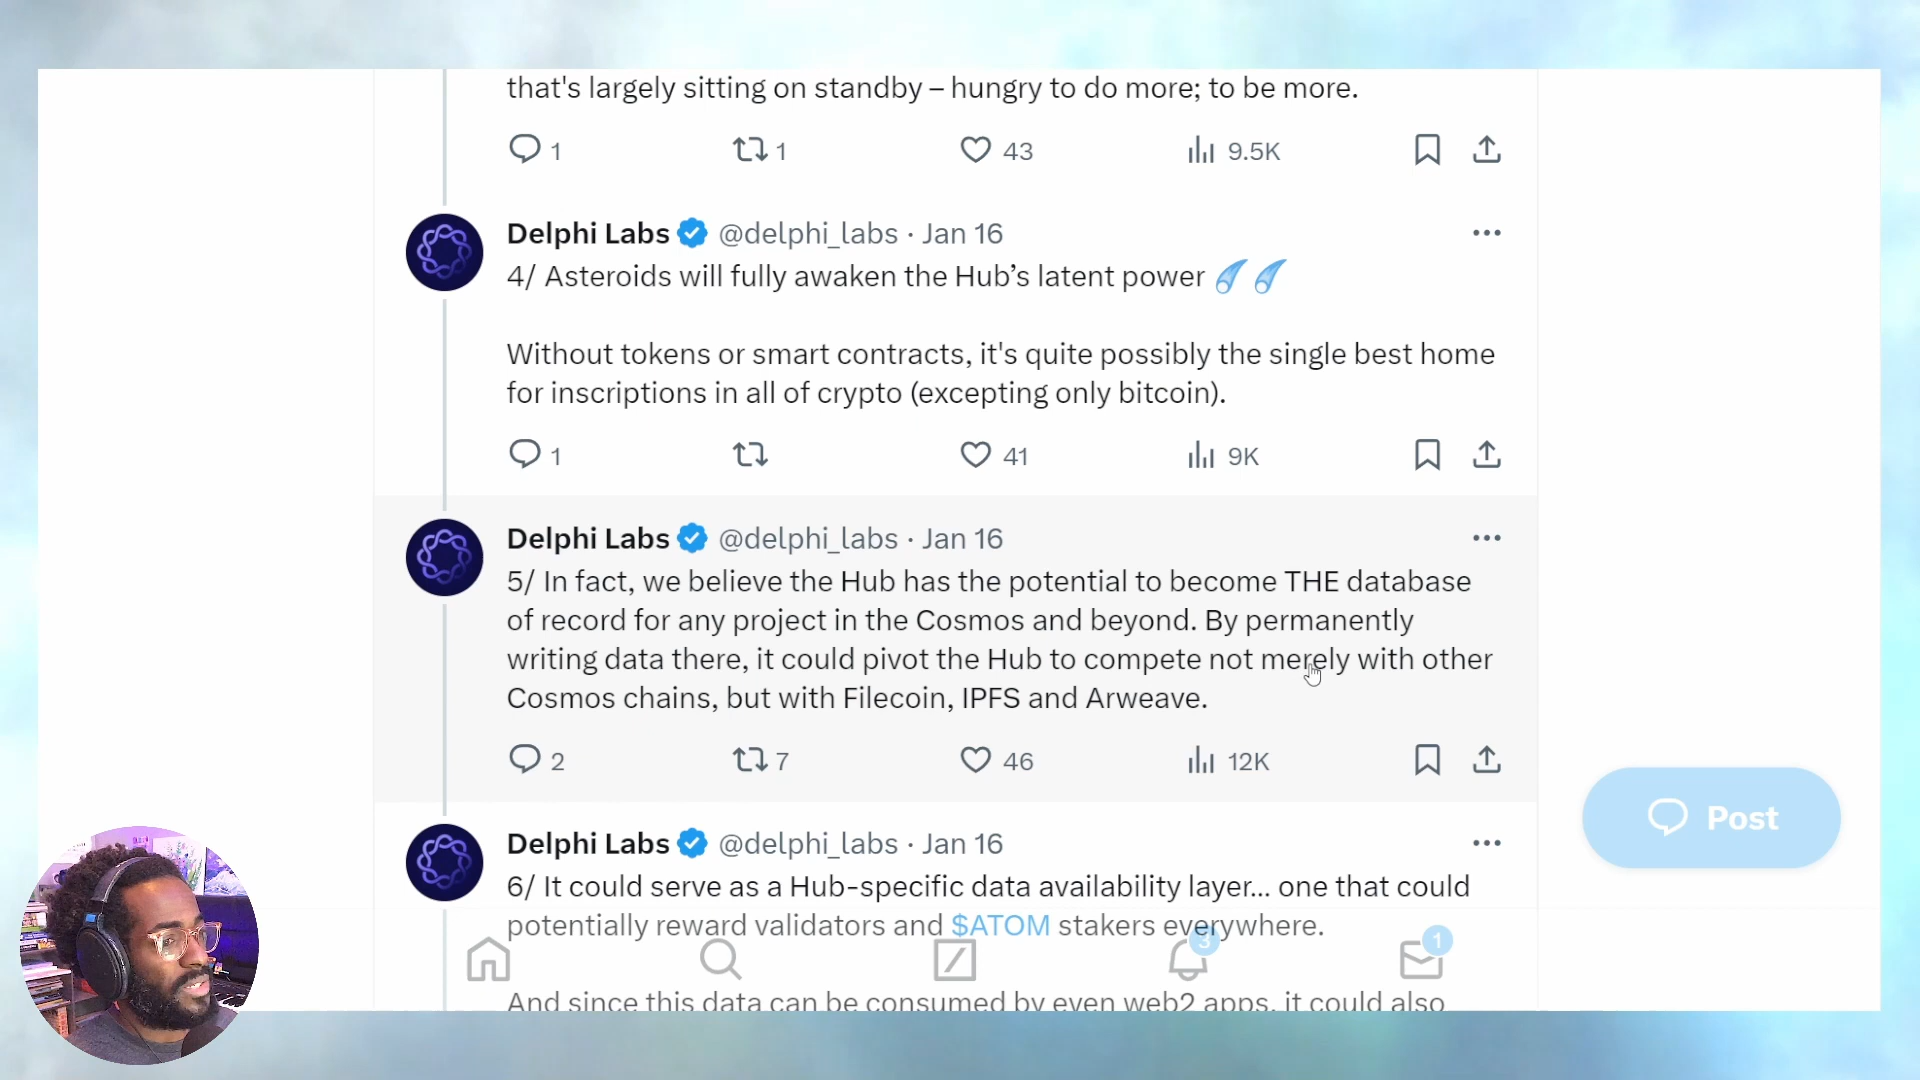 that's largely sitting on standby – hungry to do more; to be more.
1 1 43 9.5K
Delphi Labs @delphi_labs · Jan 16
4/ Asteroids will fully awaken the Hub’s latent power
Without tokens or smart contracts, it's quite possibly the single best home
for inscriptions in all of crypto (excepting only bitcoin).
1 41 9K
Delphi Labs @delphi_labs · Jan 16
5/ In fact, we believe the Hub has the potential to become THE database
of record for any project in the Cosmos and beyond. By permanently
writing data there, it could pivot the Hub to compete not merely with other
Cosmos chains, but with Filecoin, IPFS and Arweave.
2 7 46 12K
Post
Delphi Labs @delphi_labs · Jan 16
6/ It could serve as a Hub-specific data availability layer... one that could
potentially reward validators and $ATOM stakers everywhere.
3 1
And since this data can be consumed by even web2 apps, it could also